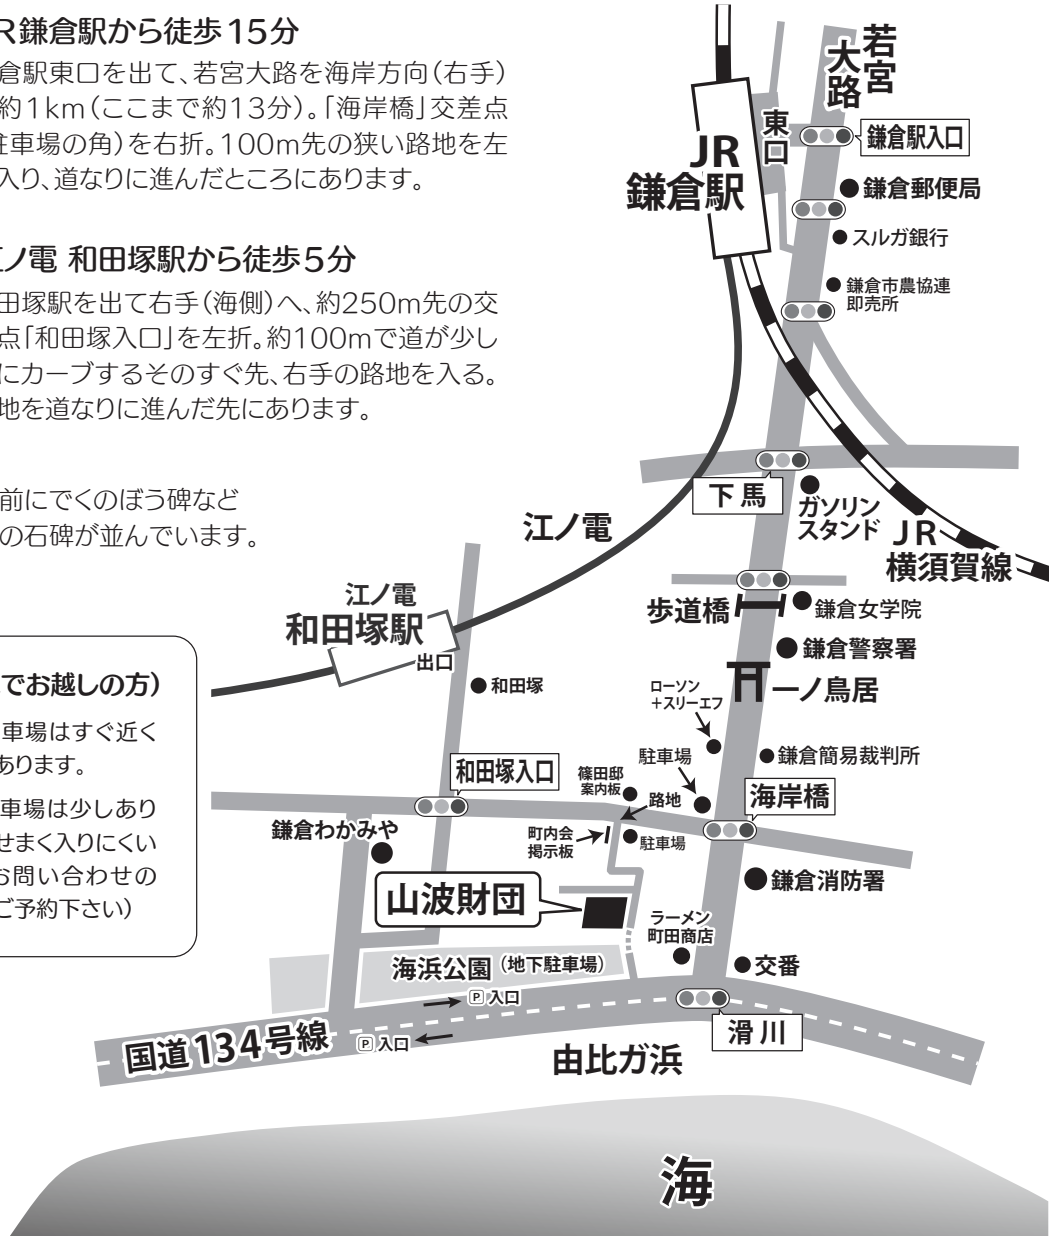 R鎌倉駅から徒歩15分
倉駅東口を出て、若宮大路を海岸方向(右手)
約1km(ここまで約13分)。「海岸橋」交差点
駐車場の角)を右折。100m先の狭い路地を左
入り、道なりに進んだところにあります。
江ノ電 和田塚駅から徒歩5分
田塚駅を出て右手(海側)へ、約250m先の交
点「和田塚入口」を左折。約100mで道が少し
にカーブするそのすぐ先、右手の路地を入る。
地を道なりに進んだ先にあります。
前にでくのぼう碑など
の石碑が並んでいます。
でお越しの方)
車場はすぐ近く
あります。
車場は少しあり
せまく入りにくい
お問い合わせの
ご予約下さい)
若宮
大路
東口
JR
鎌倉駅
鎌倉駅入口
鎌倉郵便局
スルガ銀行
鎌倉市農協連
即売所
下馬
ガソリン
スタンド
JR
横須賀線
江ノ電
江ノ電
和田塚駅
出口
和田塚
歩道橋
鎌倉女学院
鎌倉警察署
一ノ鳥居
ローソン
+スリーエフ
駐車場
鎌倉簡易裁判所
和田塚入口
篠田邸
案内板
路地
海岸橋
鎌倉わかみや
町内会
掲示板
駐車場
山波財団
鎌倉消防署
ラーメン
町田商店
交番
海浜公園(地下駐車場)
P 入口
国道134号線
P 入口
滑川
由比ガ浜
海